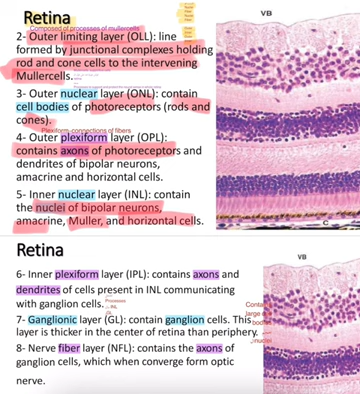 Retina
VB
Composed of processes of mullercells
2- Outer limiting layer (OLL): line
formed by junctional complexes holding
rod and cone cells to the intervening
Mullercells.
3- Outer nuclear layer (ONL): contain
cell bodies of photoreceptors (rods and
cones).
Plexiform-connections of fibers
4- Outer plexiform layer (OPL):
contains axons of photoreceptors and
dendrites of bipolar neurons,
amacrine and horizontal cells.
5- Inner nuclear layer (INL): contain
the nuclei of bipolar neurons,
amacrine, Muller, and horizontal cells.
C
Retina
VB
6- Inner plexiform layer (IPL): contains axons and
dendrites of cells present in INL communicating
with ganglion cells.
Processes
INL
GL
7- Ganglionic layer (GL): contain ganglion cells. This
layer is thicker in the center of retina than periphery.
Contain
large
nuclei
8- Nerve fiber layer (NFL): contains the axons of
ganglion cells, which when converge form optic
nerve.